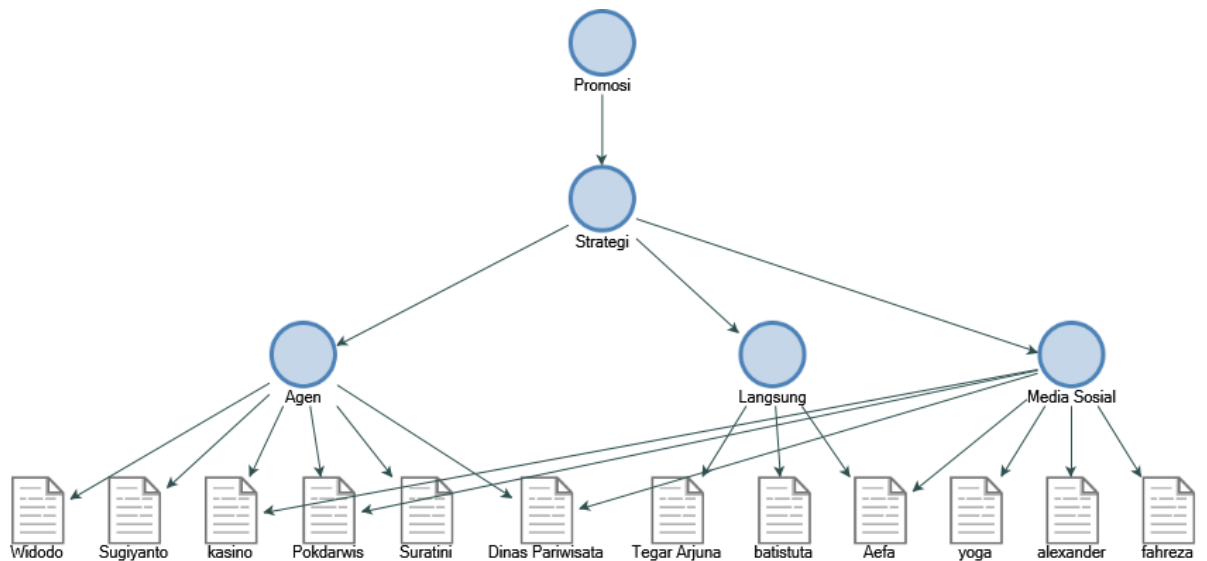 Promosi
Strategi
Agen
Langsung
Media Sosial
Widodo
Sugiyanto
kasino
Pokdarwis
Suratini
Dinas Pariwisata
Tegar Arjuna
batistuta
Aefa
yoga
alexander
fahreza